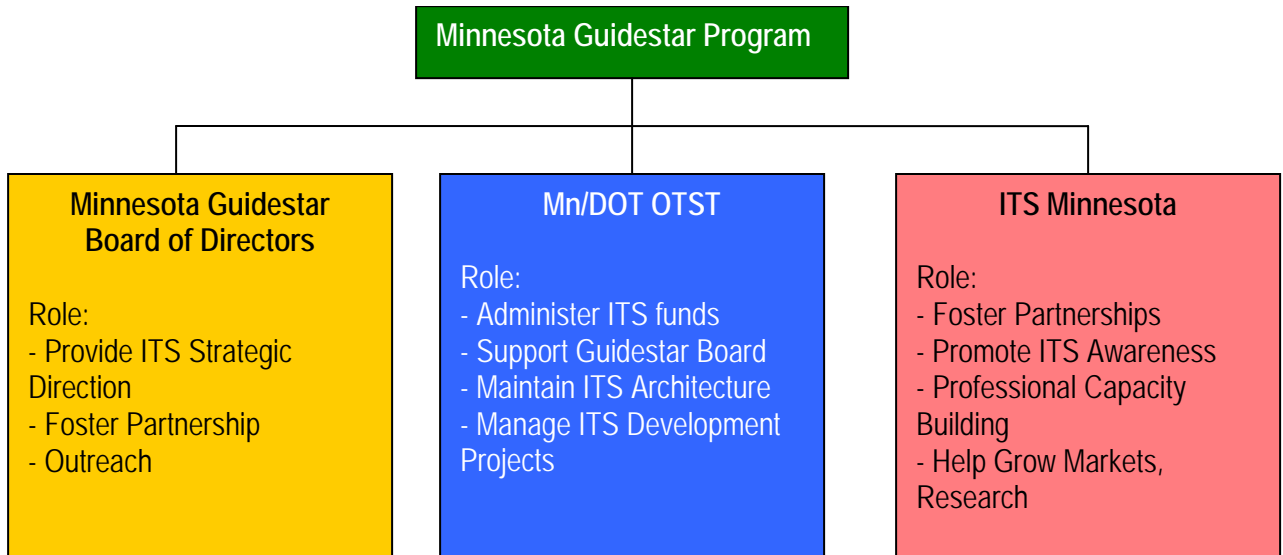 Minnesota Guidestar Program
Minnesota Guidestar
Board of Directors
Role:
- Provide ITS Strategic
Direction
- Foster Partnership
- Outreach
Mn/DOT OTST
Role:
- Administer ITS funds
- Support Guidestar Board
- Maintain ITS Architecture
- Manage ITS Development
Projects
ITS Minnesota
Role:
- Foster Partnerships
- Promote ITS Awareness
- Professional Capacity
Building
- Help Grow Markets,
Research